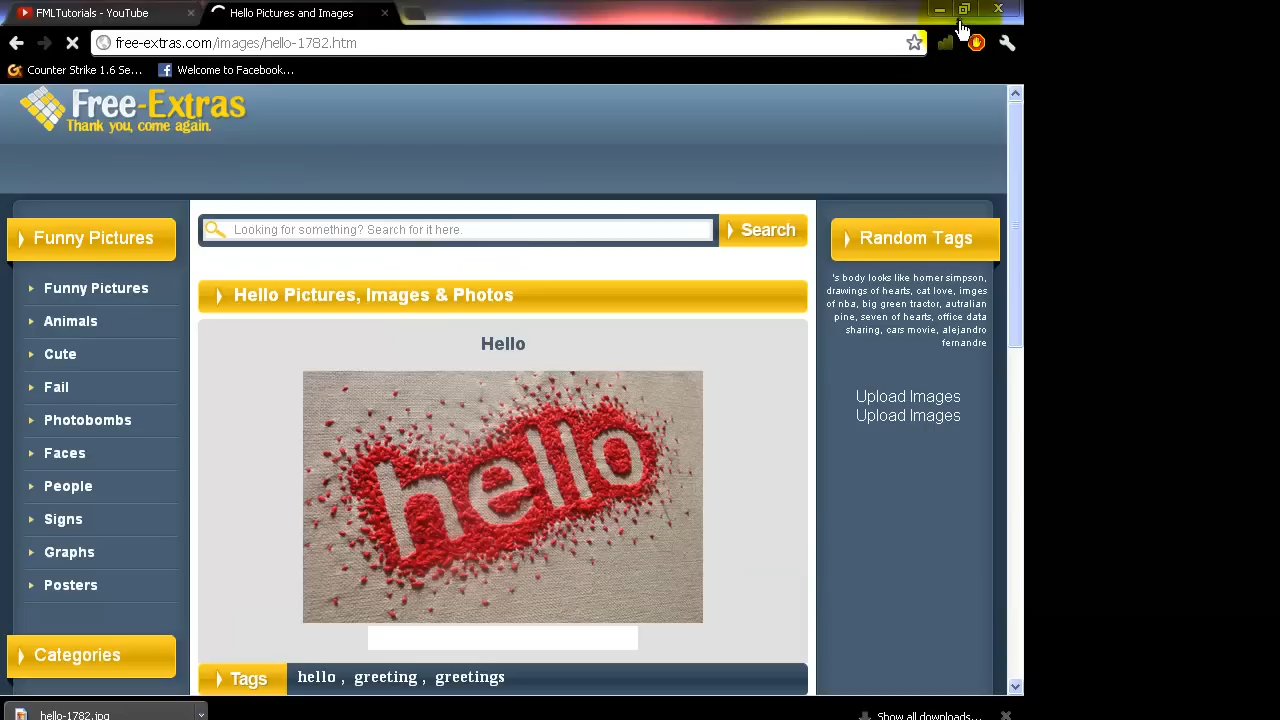 FMLTutorials - YouTube
Hello Pictures and Images
free-extras.com/images/hello-1782.htm
Counter Strike 1.6 Se...
Welcome to Facebook...
Free-Extras
Thank you, come again.
Looking for something? Search for it here.
Search
Funny Pictures
Funny Pictures
Animals
Cute
Fail
Photobombs
Faces
People
Signs
Graphs
Posters
Categories
Hello Pictures, Images & Photos
Hello
hello
Tags
hello , greeting , greetings
Random Tags
's body looks like homer simpson,
drawings of hearts, cat love, imges
of nba, big green tractor, autralian
pine, seven of hearts, office data
sharing, cars movie, alejandro
fernandre
Upload Images
Upload Images
hello-1782.jpg
Show all downloads...